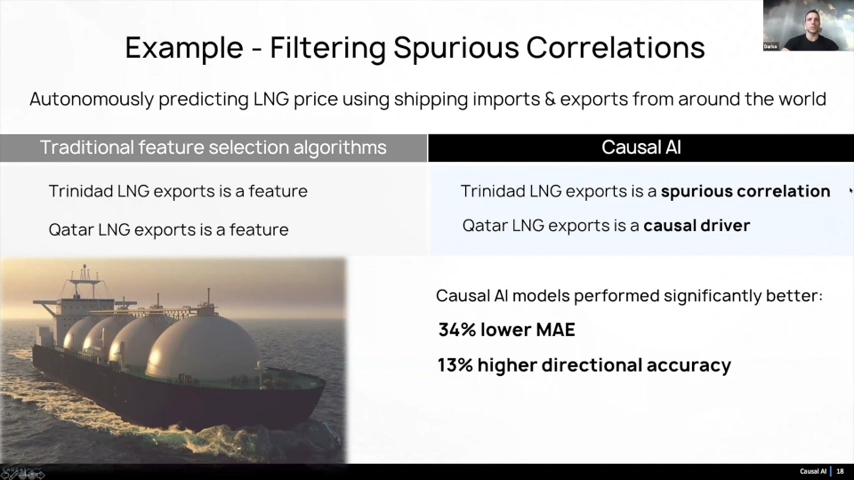 Example - Filtering Spurious Correlations
Autonomously predicting LNG price using shipping imports & exports from around the world
Traditional feature selection algorithms
Causal AI
Trinidad LNG exports is a feature
Trinidad LNG exports is a spurious correlation
Qatar LNG exports is a feature
Qatar LNG exports is a causal driver
Causal AI models performed significantly better:
34% lower MAE
13% higher directional accuracy
Causal AI | 18